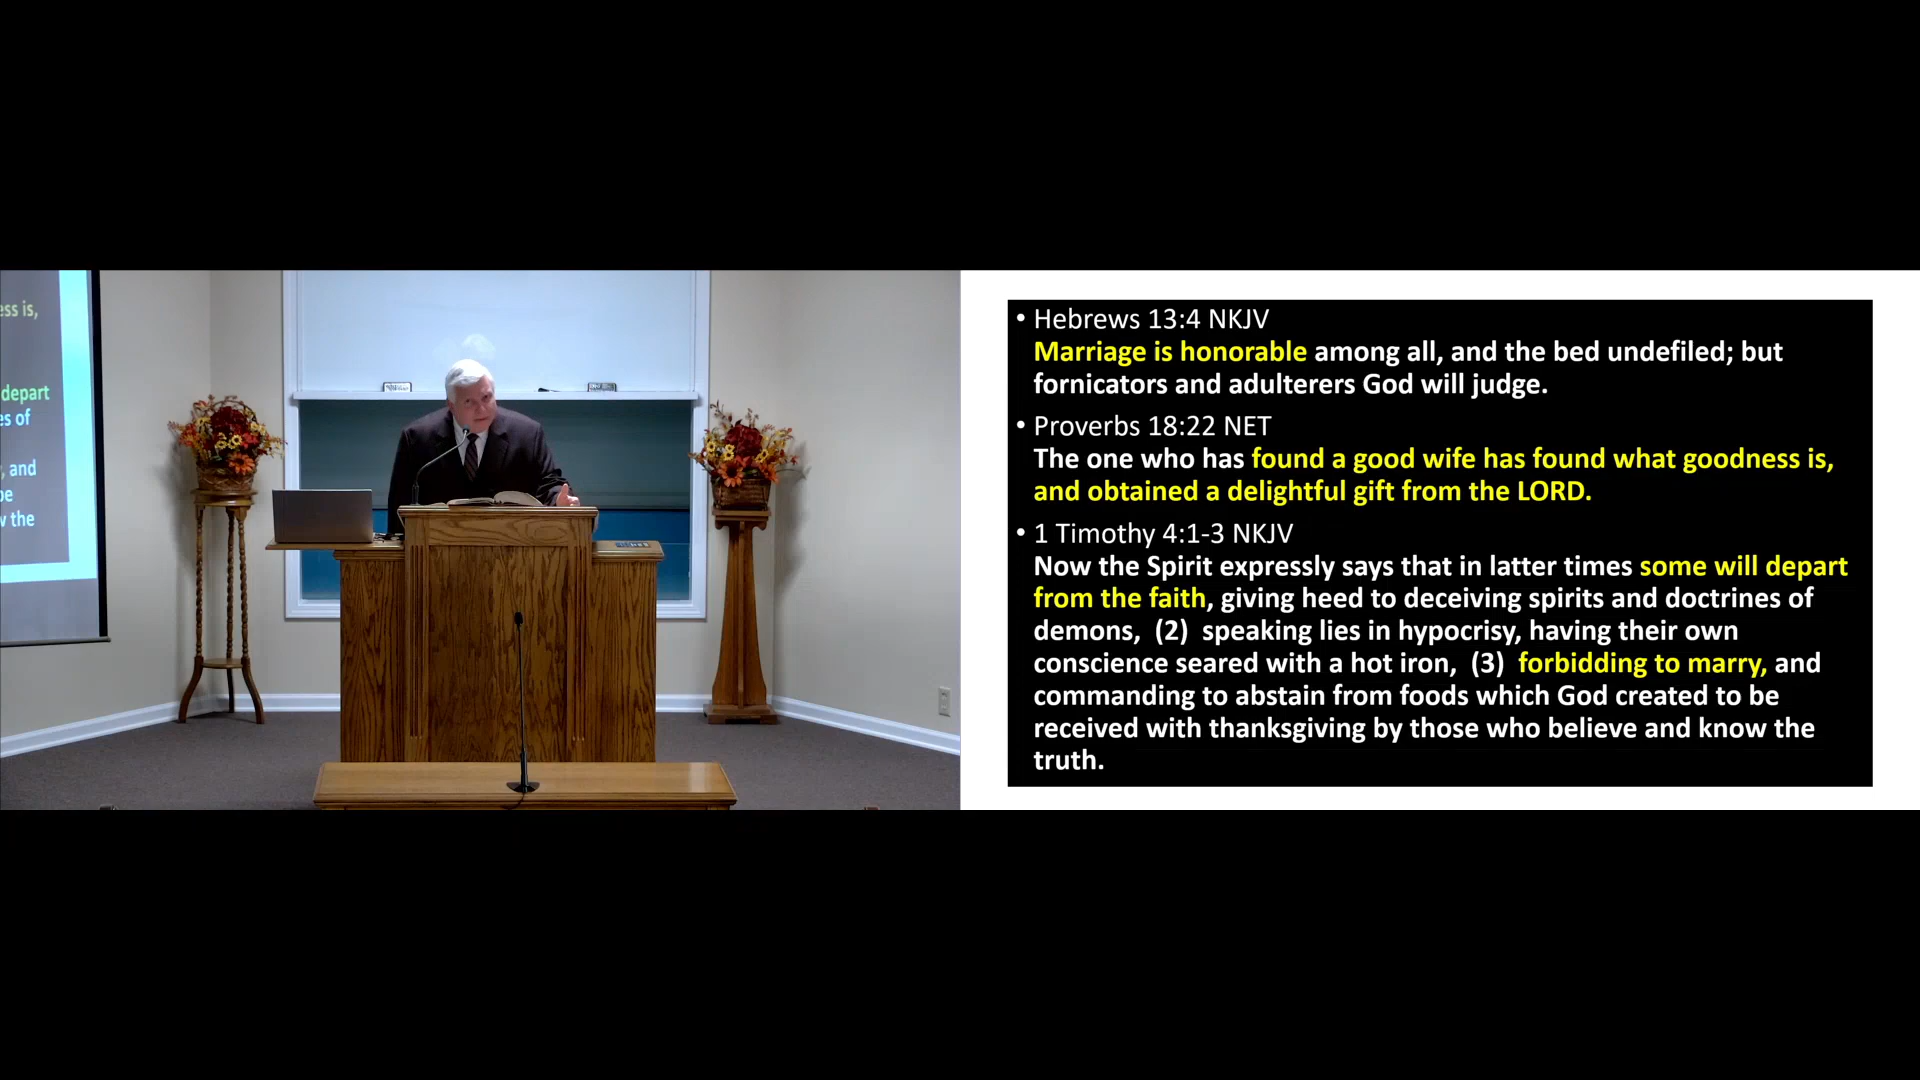 ess is,
depart
es of
, and
be
w the
• Hebrews 13:4 NKJV
Marriage is honorable among all, and the bed undefiled; but
fornicators and adulterers God will judge.
• Proverbs 18:22 NET
The one who has found a good wife has found what goodness is,
and obtained a delightful gift from the LORD.
• 1 Timothy 4:1-3 NKJV
Now the Spirit expressly says that in latter times some will depart
from the faith, giving heed to deceiving spirits and doctrines of
demons, (2) speaking lies in hypocrisy, having their own
conscience seared with a hot iron, (3) forbidding to marry, and
commanding to abstain from foods which God created to be
received with thanksgiving by those who believe and know the
truth.